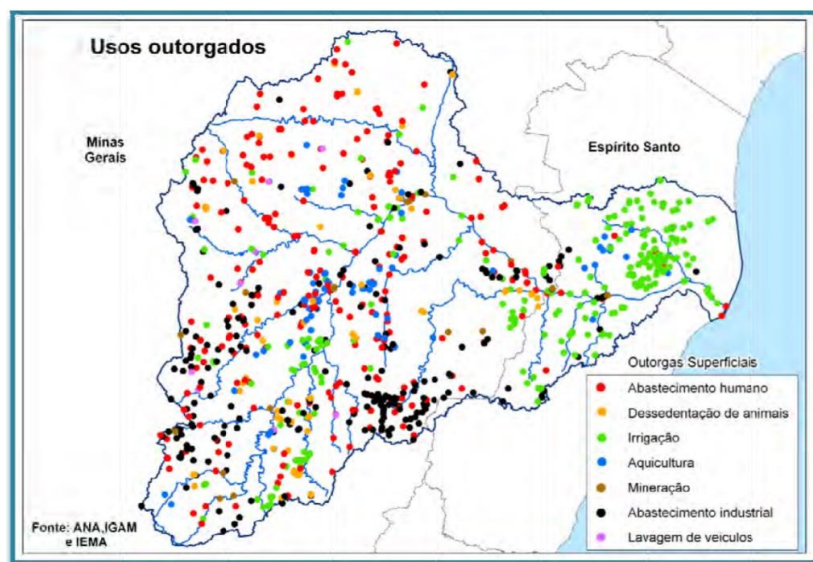 Usos outorgados
Minas
Gerais
Espírito Santo
Outorgas Superficiais
Abastecimento humano
Dessedentação de animais
Irrigação
Aquicultura
Mineração
Abastecimento industrial
Lavagem de veiculos
Fonte: ANA,IGAM
e IEMA